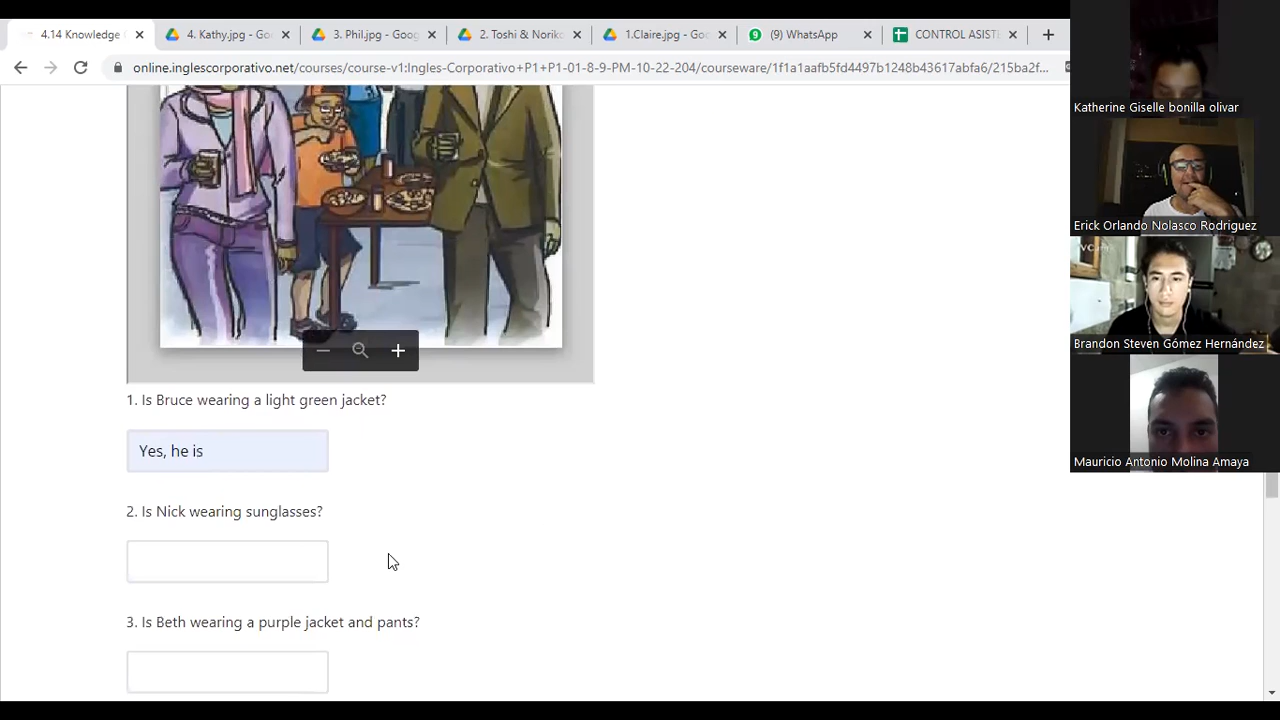 4.14 Knowledge
4. Kathy.jpg - Go
3. Phil.jpg - Goog
2. Toshi & Noriko
1.Claire.jpg - Goo
(9) WhatsApp
CONTROL ASIST
online.inglescorporativo.net/courses/course-v1:Ingles-Corporativo+P1+P1-01-8-9-PM-10-22-204/courseware/1f1a1aafb5fd4497b1248b43617abfa6/215ba2f...
Katherine Giselle bonilla olivar
Erick Orlando Nolasco Rodriguez
Brandon Steven Gómez Hernández
Mauricio Antonio Molina Amaya
1. Is Bruce wearing a light green jacket?
Yes, he is
2. Is Nick wearing sunglasses?
3. Is Beth wearing a purple jacket and pants?